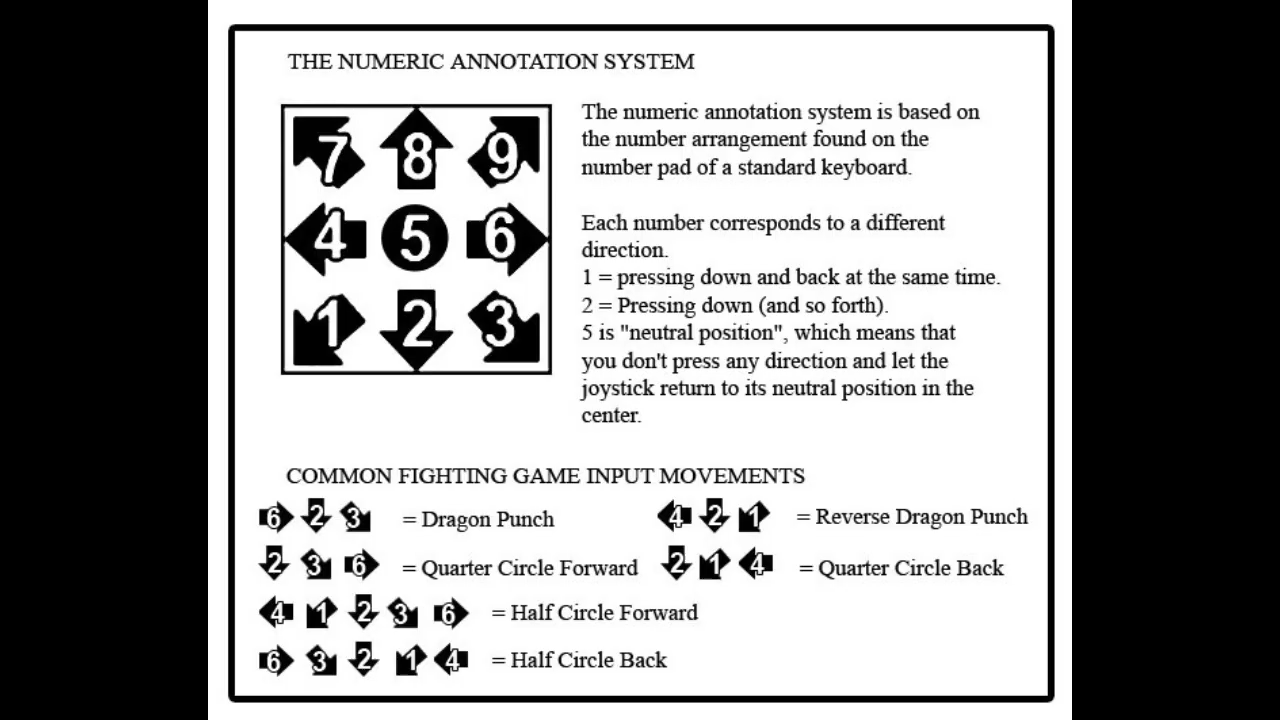 THE NUMERIC ANNOTATION SYSTEM
7 8 9
4 5 6
1 2 3
The numeric annotation system is based on
the number arrangement found on the
number pad of a standard keyboard.
Each number corresponds to a different
direction.
1 = pressing down and back at the same time.
2 = Pressing down (and so forth).
5 is "neutral position", which means that
you don't press any direction and let the
joystick return to its neutral position in the
center.
COMMON FIGHTING GAME INPUT MOVEMENTS
6 2 3 = Dragon Punch
4 2 1 = Reverse Dragon Punch
2 3 6 = Quarter Circle Forward
2 1 4 = Quarter Circle Back
4 1 2 3 6 = Half Circle Forward
6 3 2 1 4 = Half Circle Back